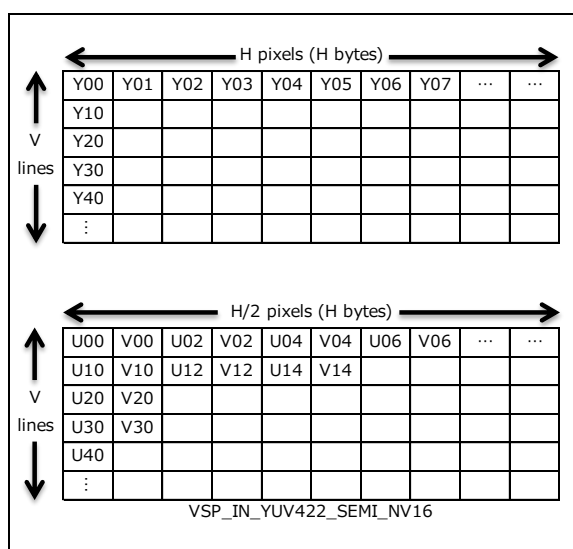 H pixels (H bytes)
Y00 Y01 Y02 Y03 Y04 Y05 Y06 Y07 … …
Y10
V
Y20
lines
Y30
Y40
⋮
H/2 pixels (H bytes)
U00 V00 U02 V02 U04 V04 U06 V06 … …
U10 V10 U12 V12 U14 V14
V
U20 V20
lines
U30 V30
U40
⋮
VSP_IN_YUV422_SEMI_NV16